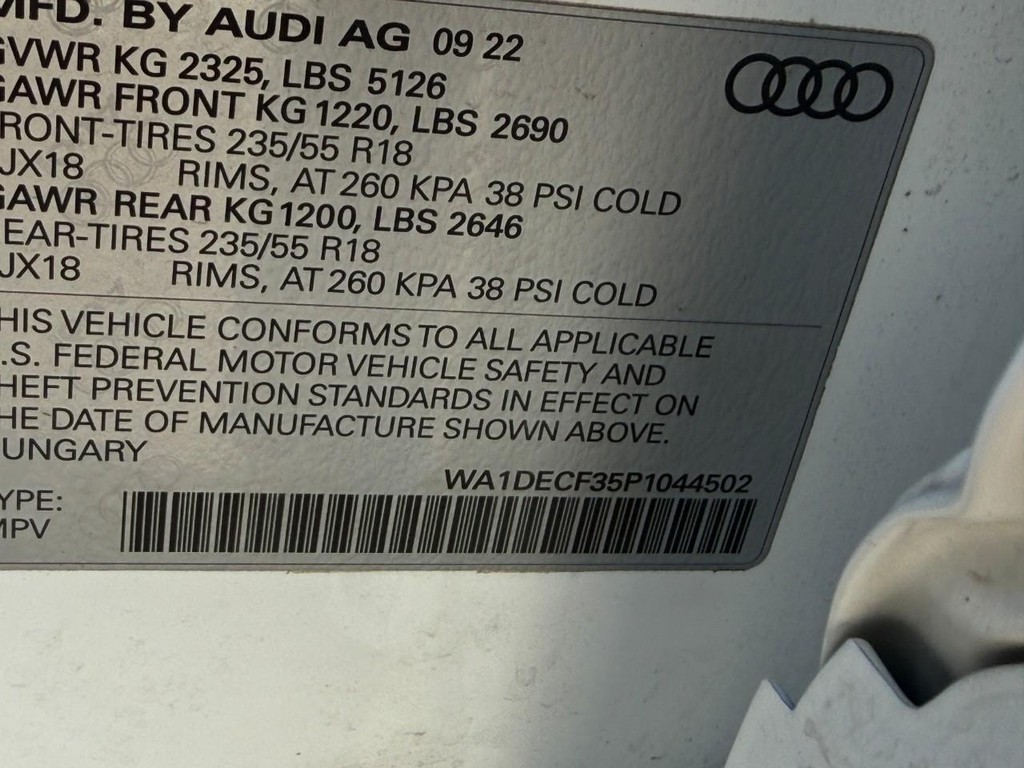 MFD. BY AUDI AG 09 22
GVWR KG 2325, LBS 5126
GAWR FRONT KG 1220, LBS 2690
RONT-TIRES 235/55 R18
JX18 RIMS, AT 260 KPA 38 PSI COLD
GAWR REAR KG 1200, LBS 2646
EAR-TIRES 235/55 R18
JX18 RIMS, AT 260 KPA 38 PSI COLD
HIS VEHICLE CONFORMS TO ALL APPLICABLE
.S. FEDERAL MOTOR VEHICLE SAFETY AND
HEFT PREVENTION STANDARDS IN EFFECT ON
HE DATE OF MANUFACTURE SHOWN ABOVE.
UNGARY
WA1DECF35P1044502
YPE:
MPV